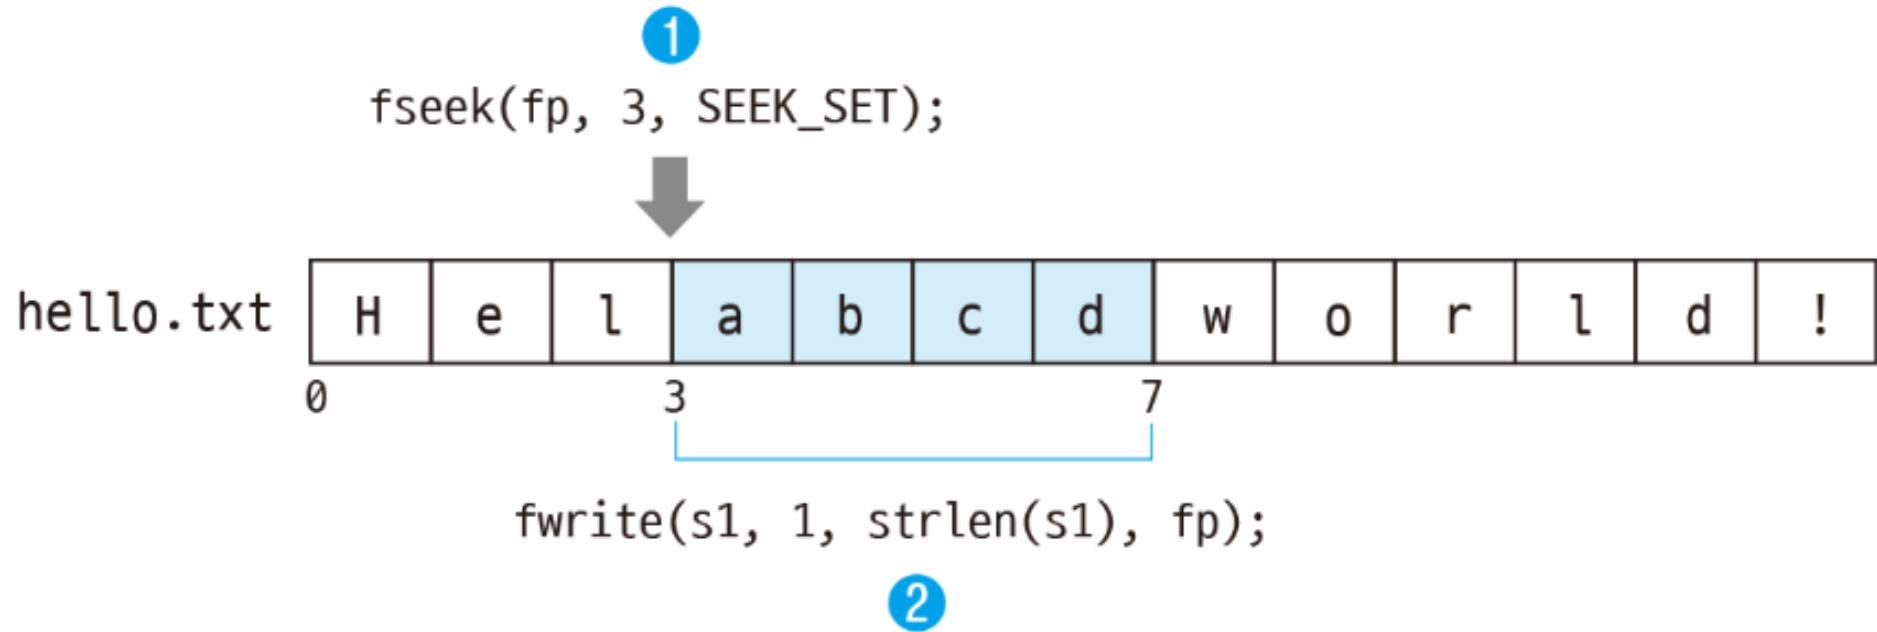 1
fseek(fp, 3, SEEK_SET);
hello.txt H e l a b c d w o r l d !
0 3 7
fwrite(s1, 1, strlen(s1), fp);
2